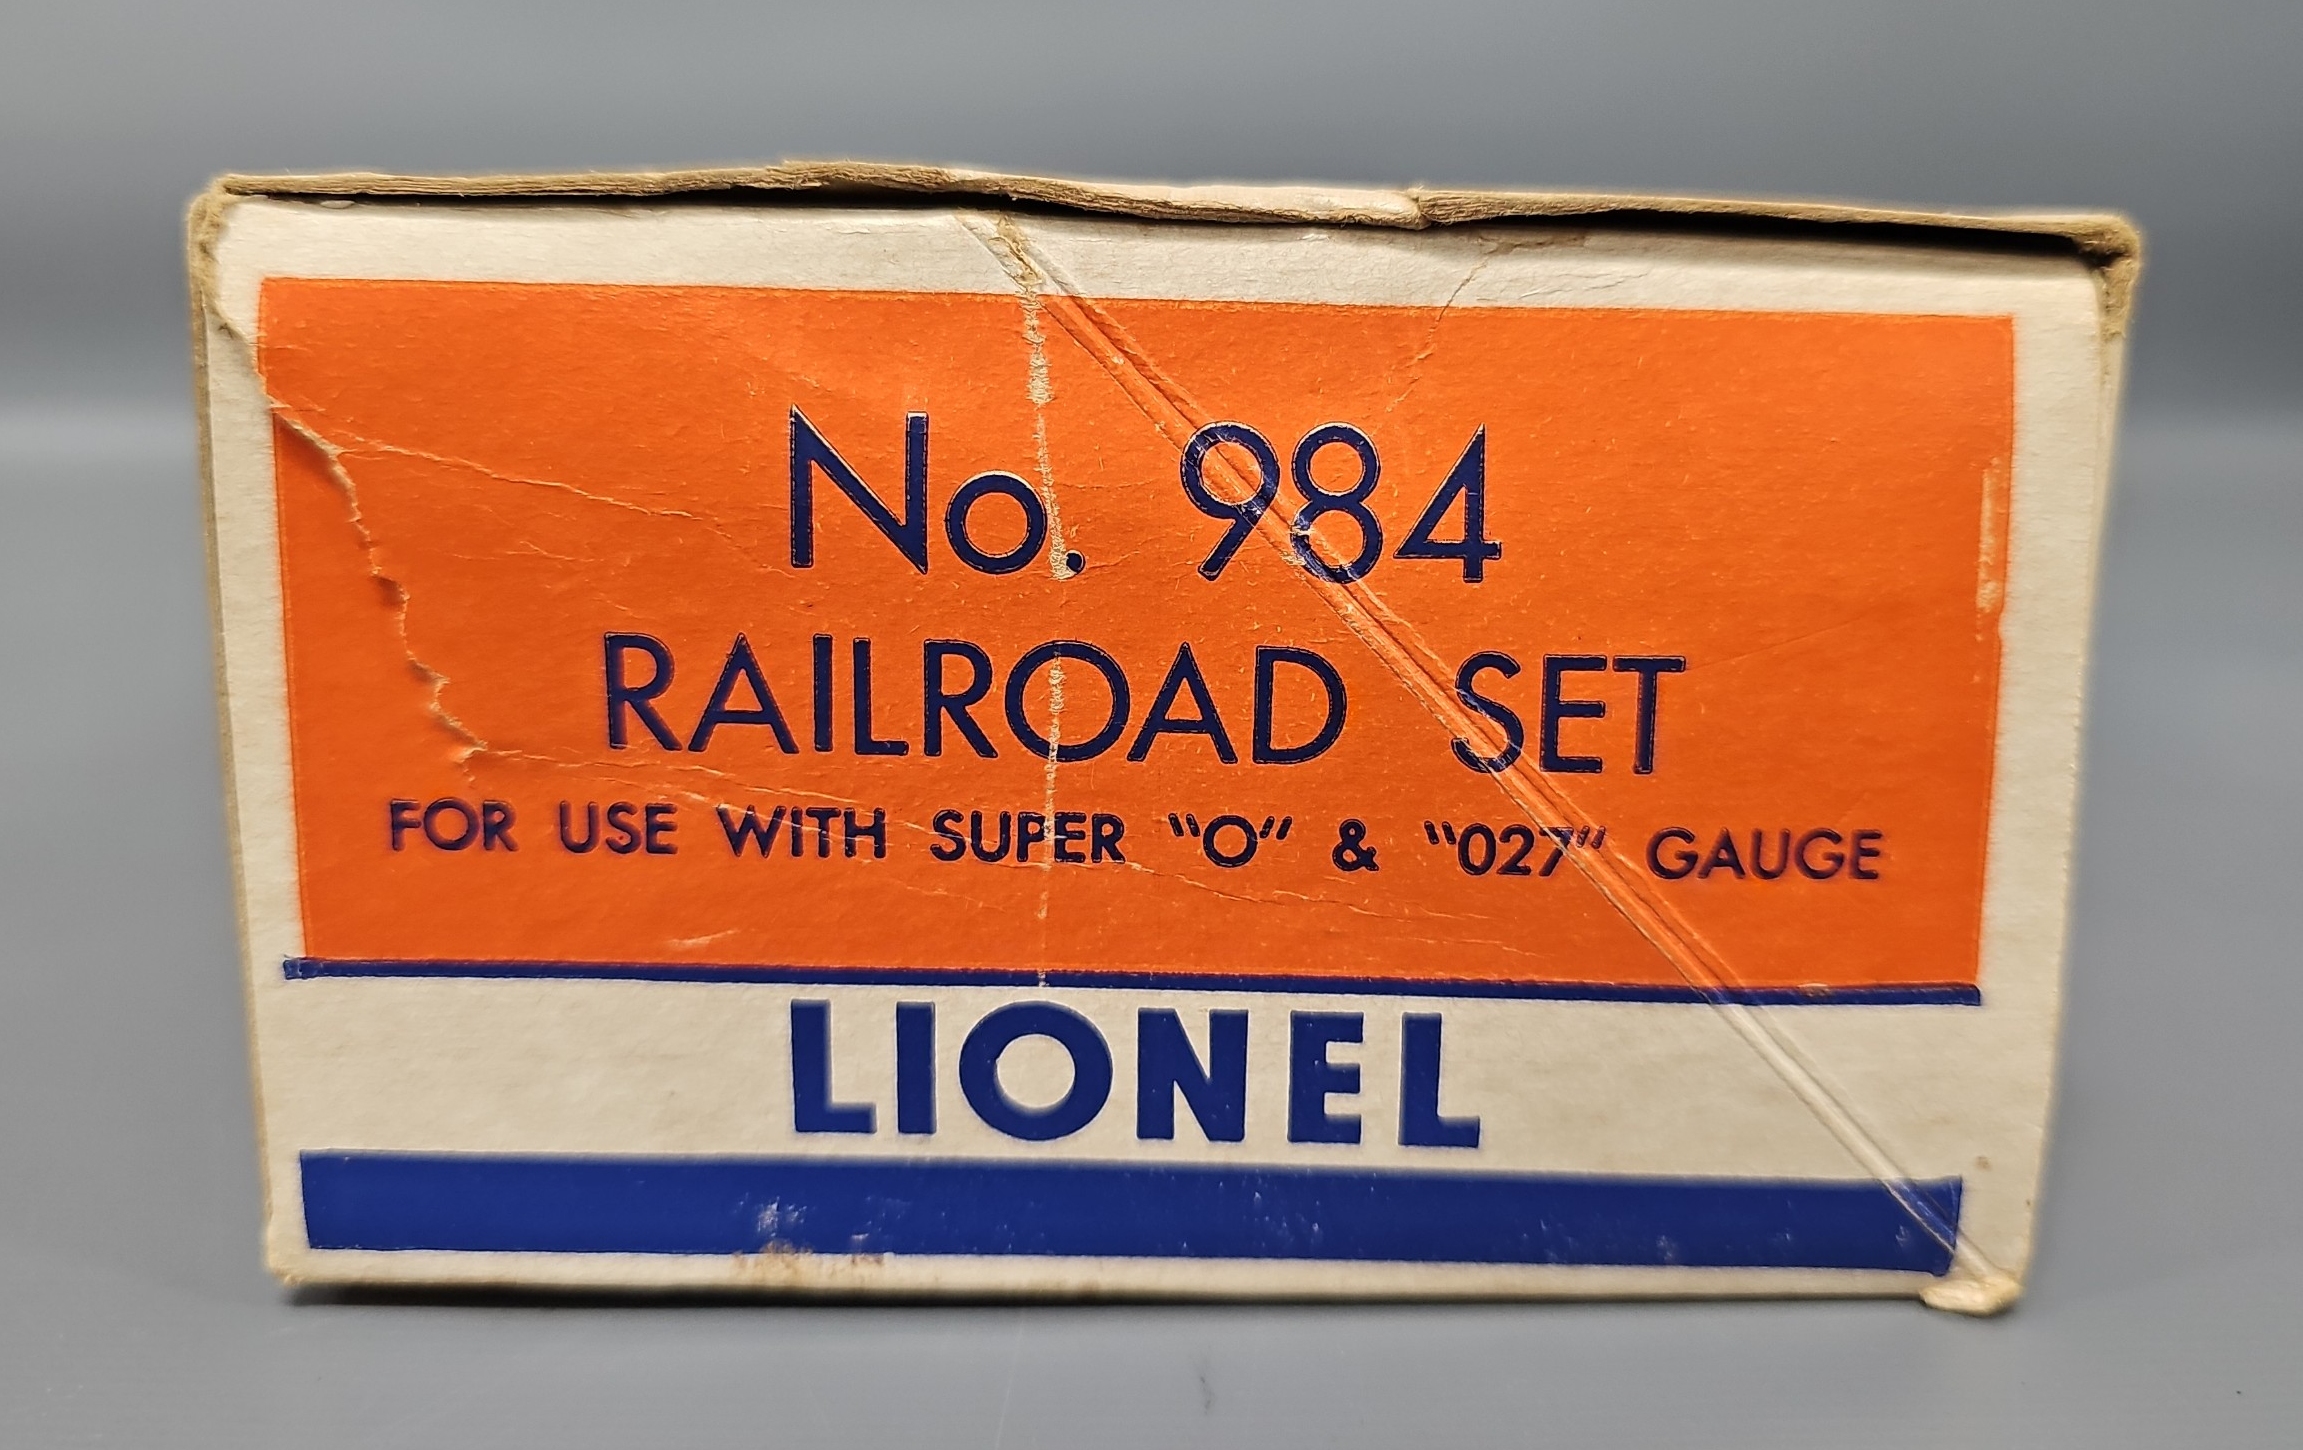 No. 984
RAILROAD SET
FOR USE WITH SUPER "O" & "027" GAUGE
LIONEL